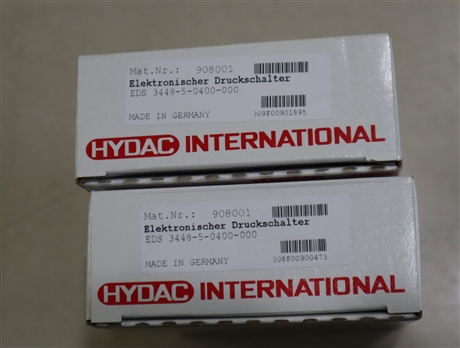 Mat.Nr.: 908001
Elektronischer Druckschalter
EDS 3448-5-0400-000
MADE IN GERMANY
309F00901895
HYDAC INTERNATIONAL
Mat.Nr.: 908001
Elektronischer Druckschalter
EDS 3448-5-0400-000
MADE IN GERMANY
308F00900473
HYDAC INTERNATIONAL